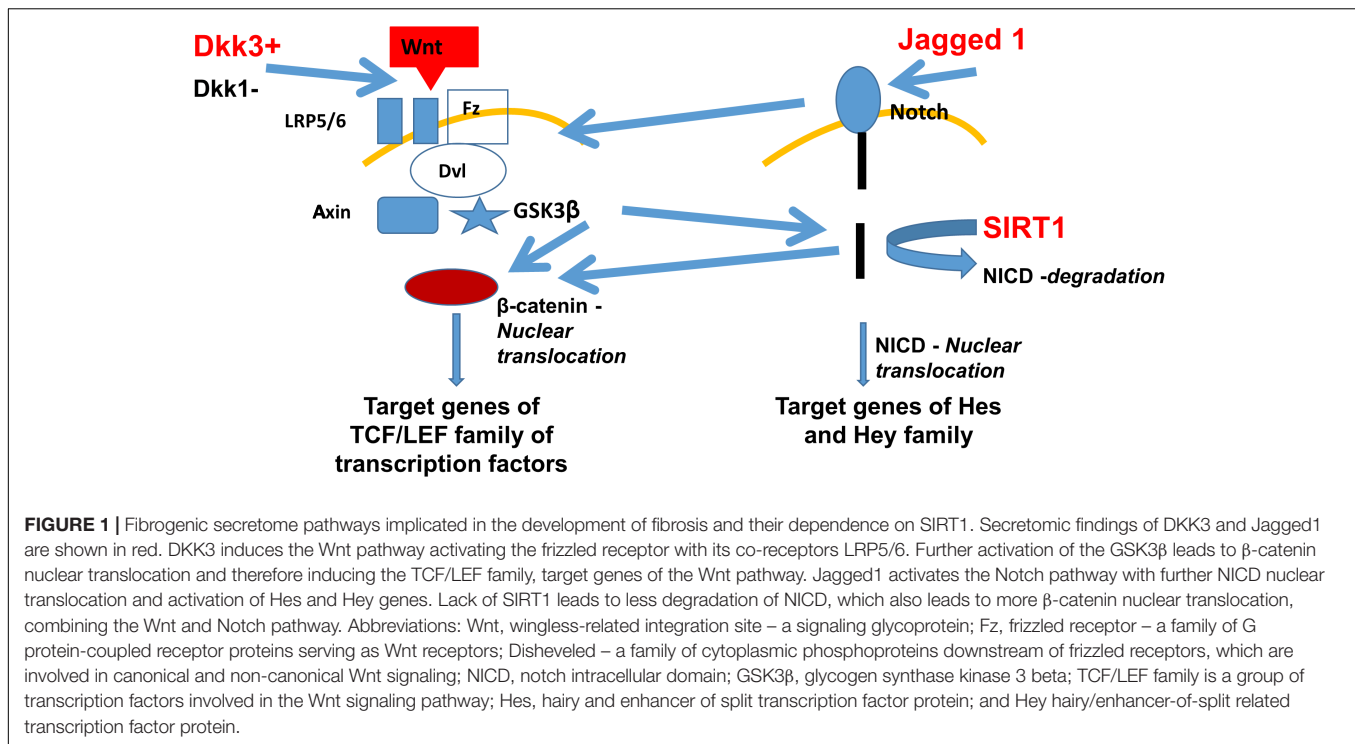 Dkk3+
Wnt
Jagged 1
Dkk1-
LRP5/6
Fz
Notch
Dvl
Axin
GSK3β
SIRT1
NICD -degradation
β-catenin -
Nuclear
translocation
NICD - Nuclear
translocation
Target genes of
TCF/LEF family of
transcription factors
Target genes of Hes
and Hey family
FIGURE 1 | Fibrogenic secretome pathways implicated in the development of fibrosis and their dependence on SIRT1. Secretomic findings of DKK3 and Jagged1
are shown in red. DKK3 induces the Wnt pathway activating the frizzled receptor with its co-receptors LRP5/6. Further activation of the GSK3β leads to β-catenin
nuclear translocation and therefore inducing the TCF/LEF family, target genes of the Wnt pathway. Jagged1 activates the Notch pathway with further NICD nuclear
translocation and activation of Hes and Hey genes. Lack of SIRT1 leads to less degradation of NICD, which also leads to more β-catenin nuclear translocation,
combining the Wnt and Notch pathway. Abbreviations: Wnt, wingless-related integration site – a signaling glycoprotein; Fz, frizzled receptor – a family of G
protein-coupled receptor proteins serving as Wnt receptors; Disheveled – a family of cytoplasmic phosphoproteins downstream of frizzled receptors, which are
involved in canonical and non-canonical Wnt signaling; NICD, notch intracellular domain; GSK3β, glycogen synthase kinase 3 beta; TCF/LEF family is a group of
transcription factors involved in the Wnt signaling pathway; Hes, hairy and enhancer of split transcription factor protein; and Hey hairy/enhancer-of-split related
transcription factor protein.